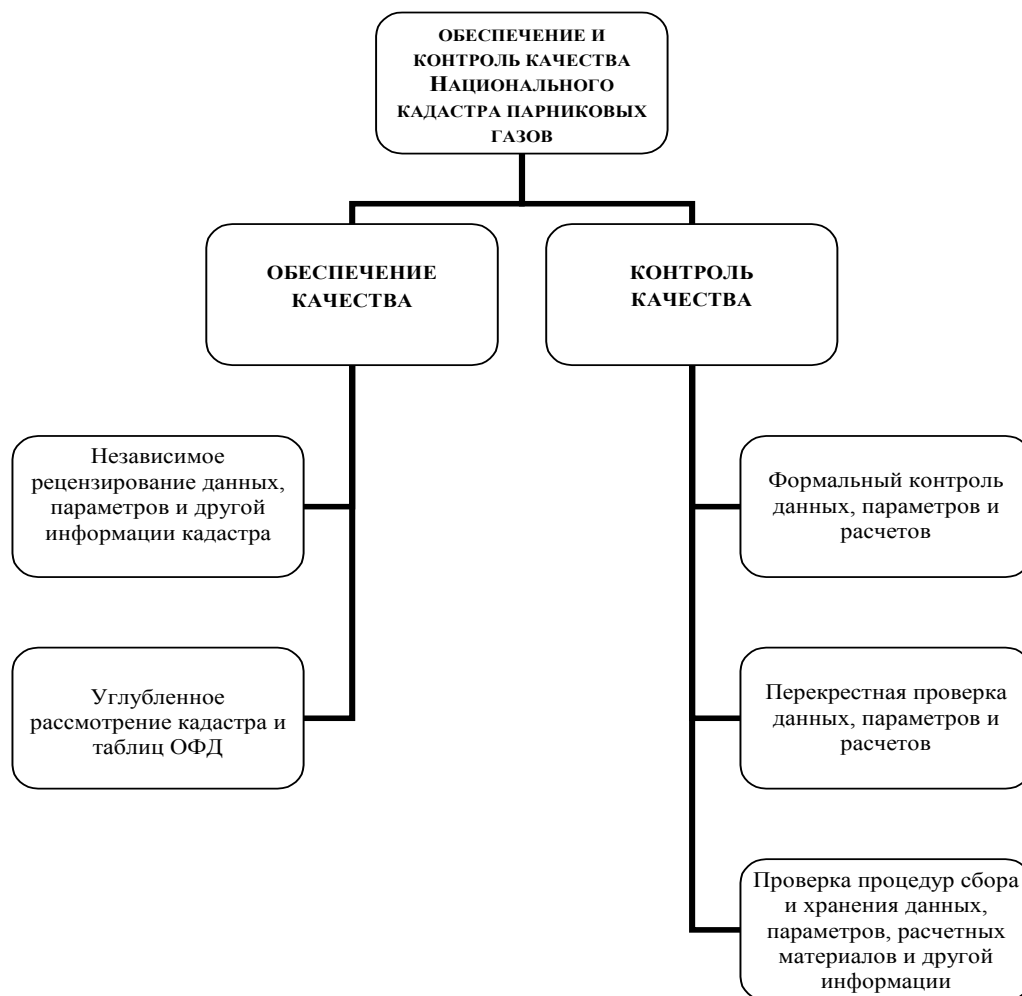 ОБЕСПЕЧЕНИЕ И
КОНТРОЛЬ КАЧЕСТВА
НАЦИОНАЛЬНОГО
КАДАСТРА ПАРНИКОВЫХ
ГАЗОВ
ОБЕСПЕЧЕНИЕ
КАЧЕСТВА
КОНТРОЛЬ
КАЧЕСТВА
Независимое
рецензирование данных,
параметров и другой
информации кадастра
Углубленное
рассмотрение кадастра и
таблиц ОФД
Формальный контроль
данных, параметров и
расчетов
Перекрестная проверка
данных, параметров и
расчетов
Проверка процедур сбора
и хранения данных,
параметров, расчетных
материалов и другой
информации